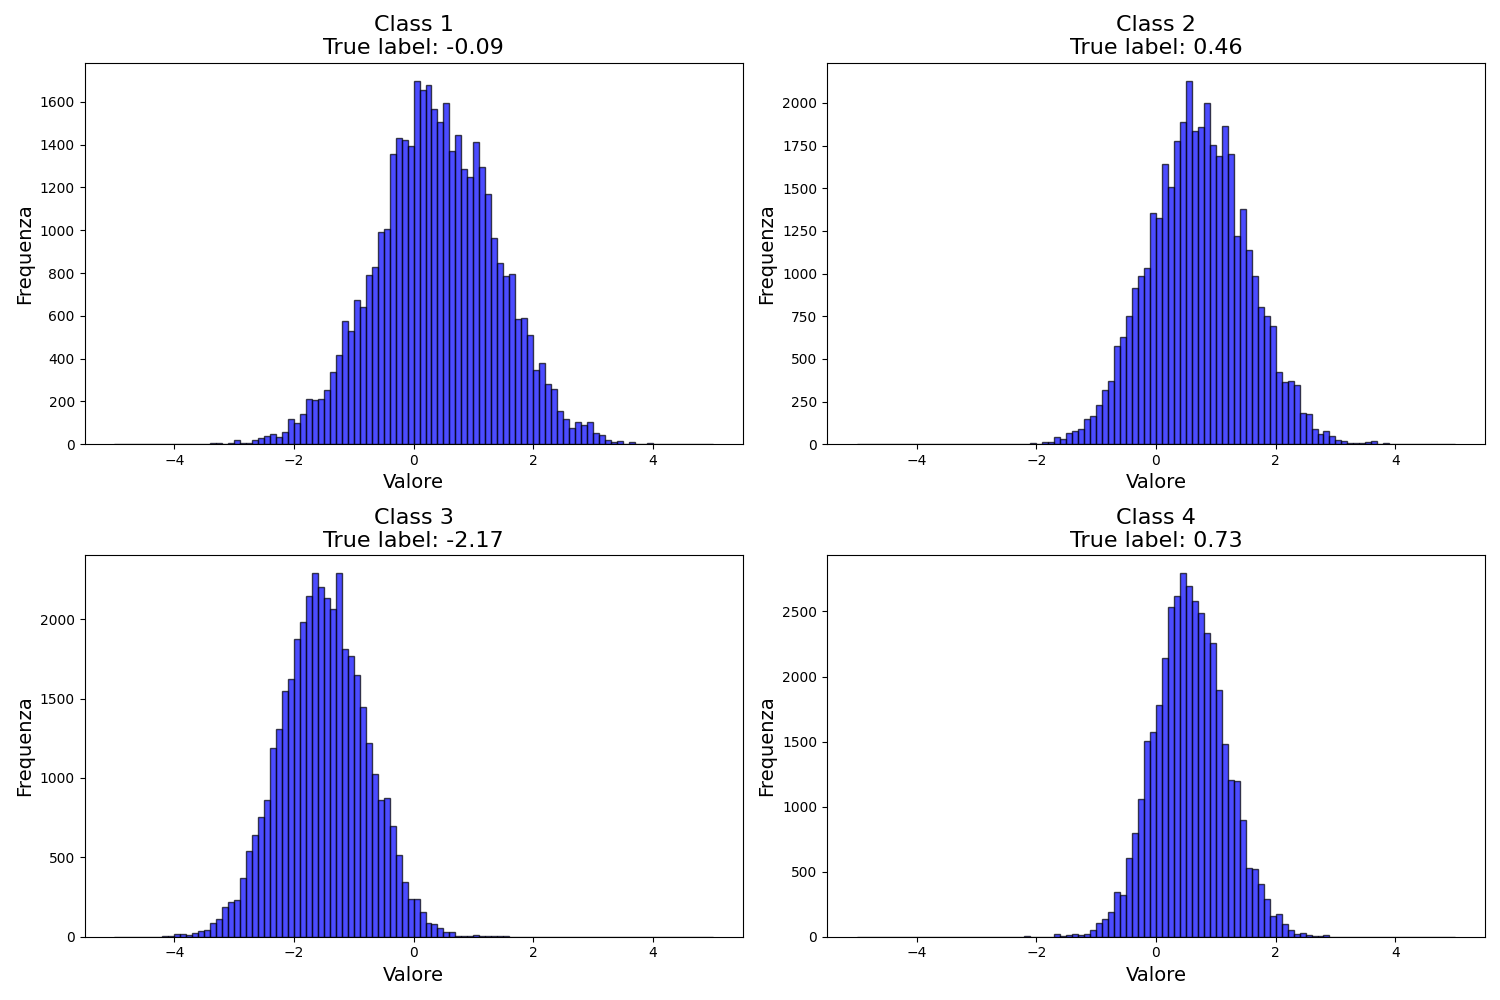 Class 1
True label: -0.09
Frequenza
1600
1400
1200
1000
800
600
400
200
0
−4 −2 0 2 4
Valore
Class 2
True label: 0.46
Frequenza
2000
1750
1500
1250
1000
750
500
250
0
−4 −2 0 2 4
Valore
Class 3
True label: -2.17
Frequenza
2000
1500
1000
500
0
−4 −2 0 2 4
Valore
Class 4
True label: 0.73
Frequenza
2500
2000
1500
1000
500
0
−4 −2 0 2 4
Valore